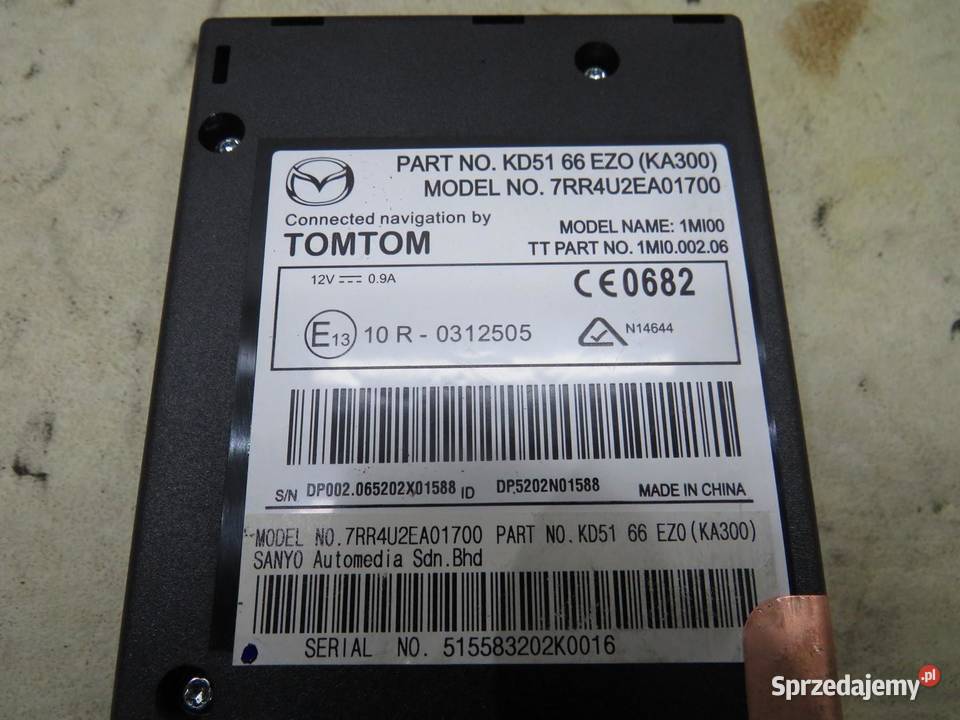 PART NO. KD51 66 EZ0 (KA300)
MODEL NO. 7RR4U2EA01700
Connected navigation by
TOMTOM
MODEL NAME: 1MI00
TT PART NO. 1MI0.002.06
12V 0.9A
CE0682
E13 10 R - 0312505
N14644
S/N DP002.065202X01588 ID DP5202N01588 MADE IN CHINA
MODEL NO.7RR4U2EA01700 PART NO.KD51 66 EZ0(KA300)
SANYO Automedia Sdn.Bhd
SERIAL NO. 515583202K0016
Sprzedajemy.pl